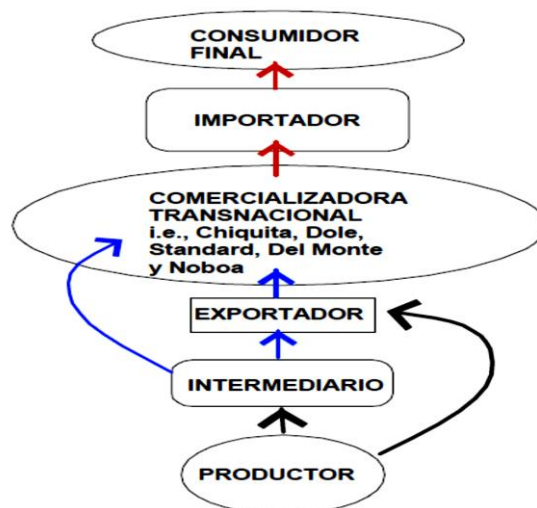 CONSUMIDOR
FINAL
IMPORTADOR
COMERCIALIZADORA
TRANSNACIONAL
i.e., Chiquita, Dole,
Standard, Del Monte
y Noboa
EXPORTADOR
INTERMEDIARIO
PRODUCTOR